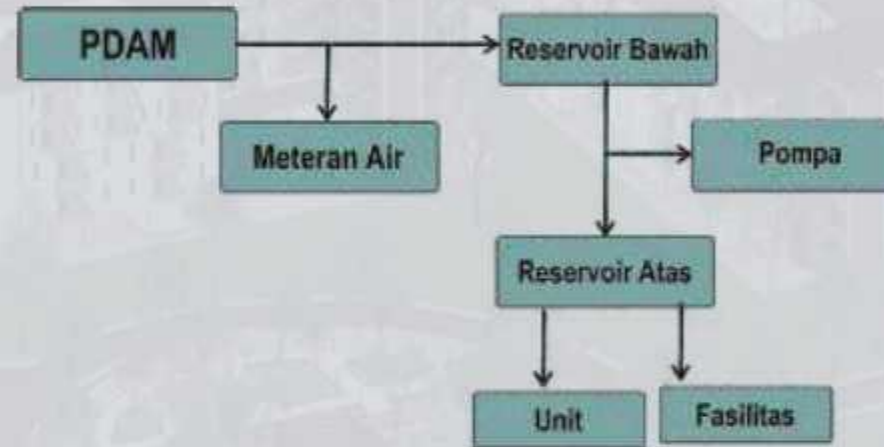 PDAM
Reservoir Bawah
Meteran Air
Pompa
Reservoir Atas
Unit
Fasilitas